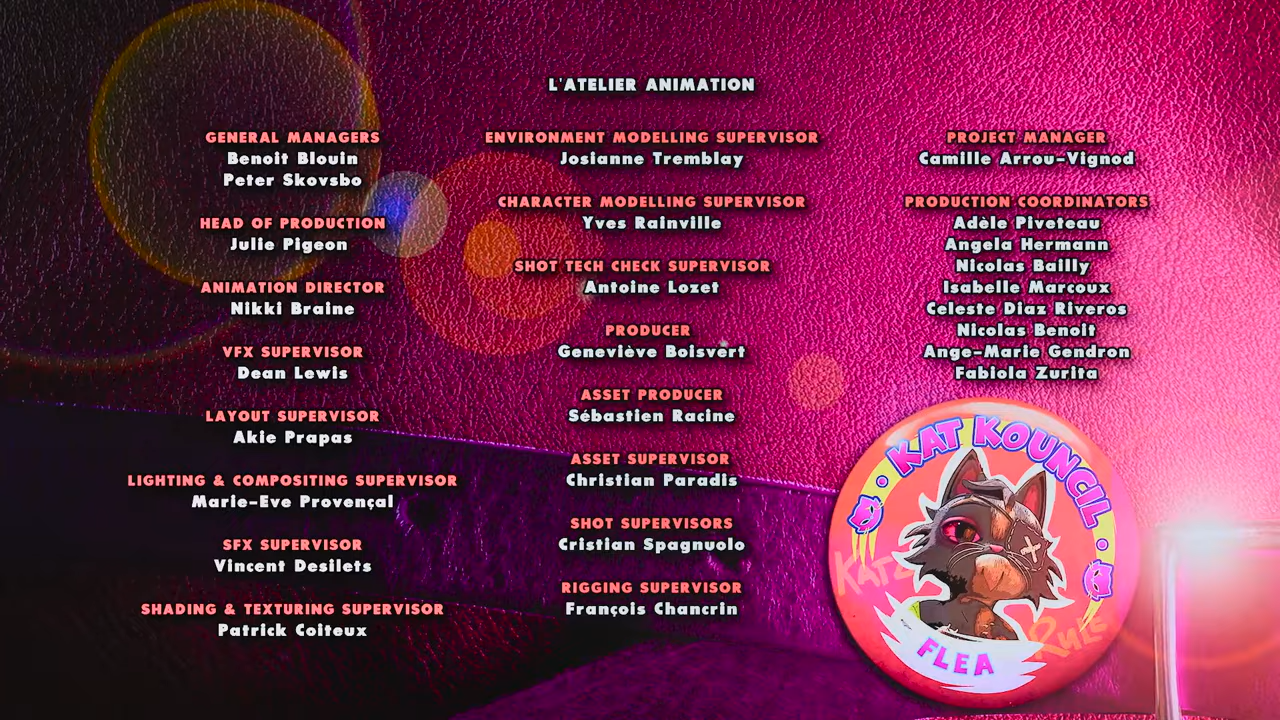 L'ATELIER ANIMATION
GENERAL MANAGERS
Benoit Blouin
Peter Skovsbo
HEAD OF PRODUCTION
Julie Pigeon
ANIMATION DIRECTOR
Nikki Braine
VFX SUPERVISOR
Dean Lewis
LAYOUT SUPERVISOR
Akie Prapas
LIGHTING & COMPOSITING SUPERVISOR
Marie-Eve Provençal
SFX SUPERVISOR
Vincent Desilets
SHADING & TEXTURING SUPERVISOR
Patrick Coiteux
ENVIRONMENT MODELLING SUPERVISOR
Josianne Tremblay
CHARACTER MODELLING SUPERVISOR
Yves Rainville
SHOT TECH CHECK SUPERVISOR
Antoine Lozet
PRODUCER
Geneviève Boisvert
ASSET PRODUCER
Sébastien Racine
ASSET SUPERVISOR
Christian Paradis
SHOT SUPERVISORS
Cristian Spagnuolo
RIGGING SUPERVISOR
François Chancrin
PROJECT MANAGER
Camille Arrou-Vignod
PRODUCTION COORDINATORS
Adèle Piveteau
Angela Hermann
Nicolas Bailly
Isabelle Marcoux
Celeste Diaz Riveros
Nicolas Benoit
Ange-Marie Gendron
Fabiola Zurita
KAT KOUNCIL
KATZ
RULE
FLEA